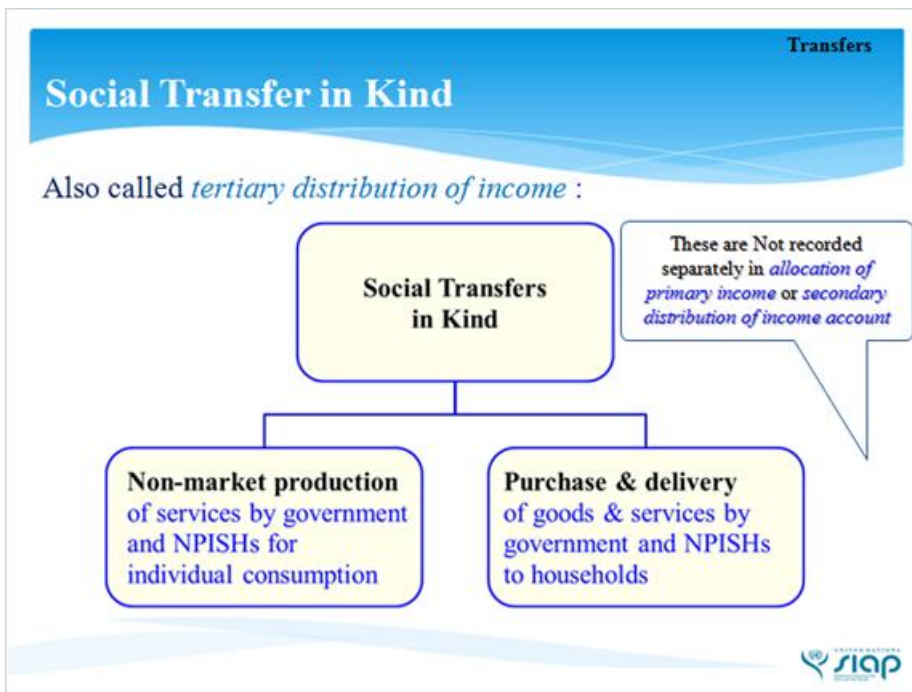 Transfers
Social Transfer in Kind
Also called tertiary distribution of income :
Social Transfers
in Kind
These are Not recorded
separately in allocation of
primary income or secondary
distribution of income account
Non-market production
of services by government
and NPISHs for
individual consumption
Purchase & delivery
of goods & services by
government and NPISHs
to households
UNITED NATIONS
SIAP